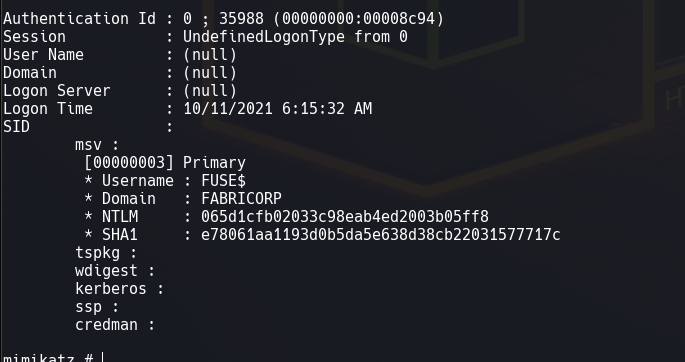 Authentication Id : 0 ; 35988 (00000000:00008c94)
Session           : UndefinedLogonType from 0
User Name         : (null)
Domain            : (null)
Logon Server      : (null)
Logon Time        : 10/11/2021 6:15:32 AM
SID               :
        msv :
         [00000003] Primary
         * Username : FUSE$
         * Domain   : FABRICORP
         * NTLM     : 065d1cfb02033c98eab4ed2003b05ff8
         * SHA1     : e78061aa1193d0b5da5e638d38cb22031577717c
        tspkg :
        wdigest :
        kerberos :
        ssp :
        credman :
mimikatz #